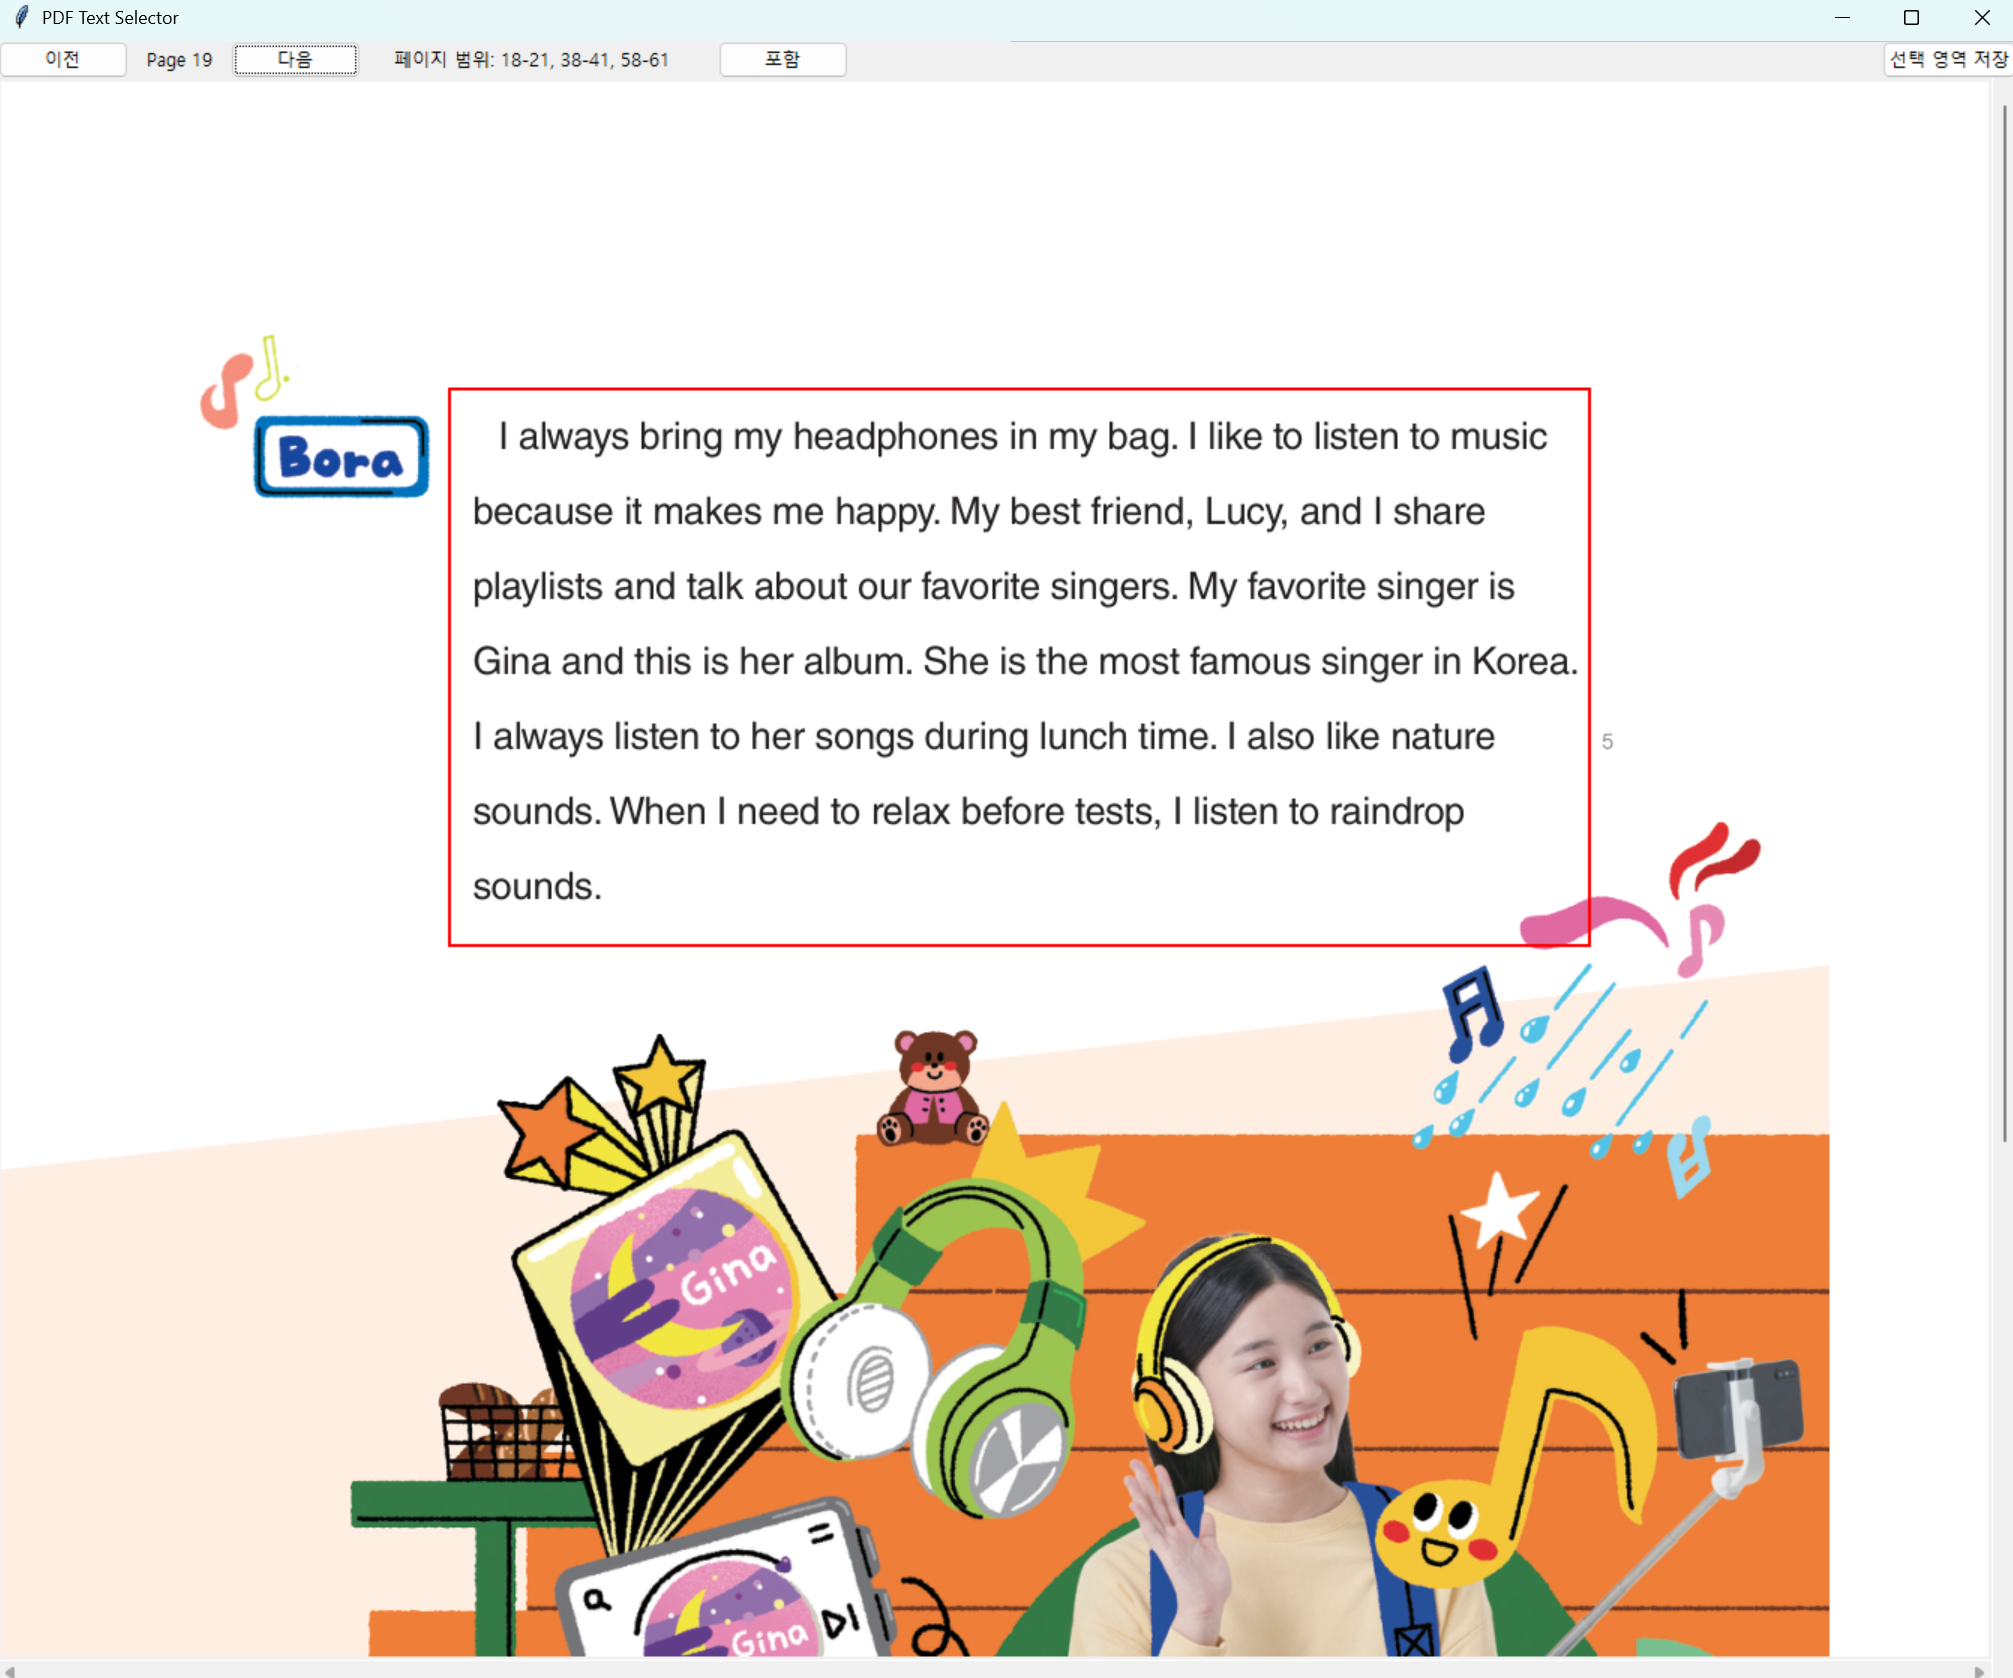 PDF Text Selector
이전 Page 19 다음 페이지 범위: 18-21, 38-41, 58-61 포함 선택 영역 저장
Bora
I always bring my headphones in my bag. I like to listen to music
because it makes me happy. My best friend, Lucy, and I share
playlists and talk about our favorite singers. My favorite singer is
Gina and this is her album. She is the most famous singer in Korea.
I always listen to her songs during lunch time. I also like nature
5
sounds. When I need to relax before tests, I listen to raindrop
sounds.
Gina
Gina